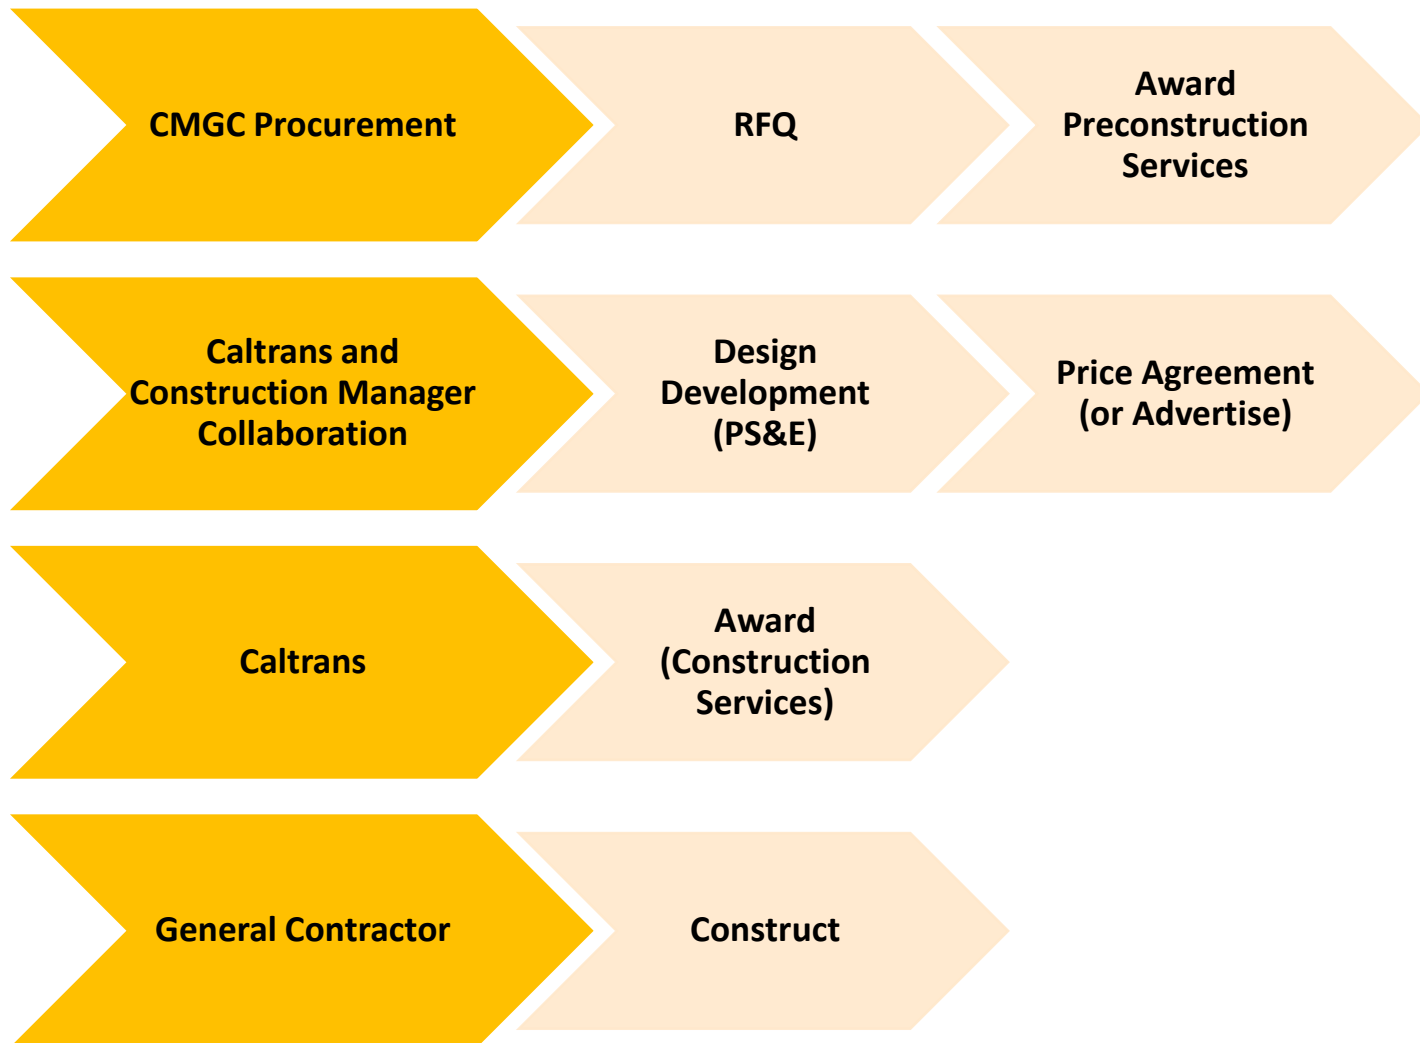 CMGC Procurement
RFQ
Award
Preconstruction
Services
Caltrans and
Construction Manager
Collaboration
Design
Development
(PS&E)
Price Agreement
(or Advertise)
Caltrans
Award
(Construction
Services)
General Contractor
Construct